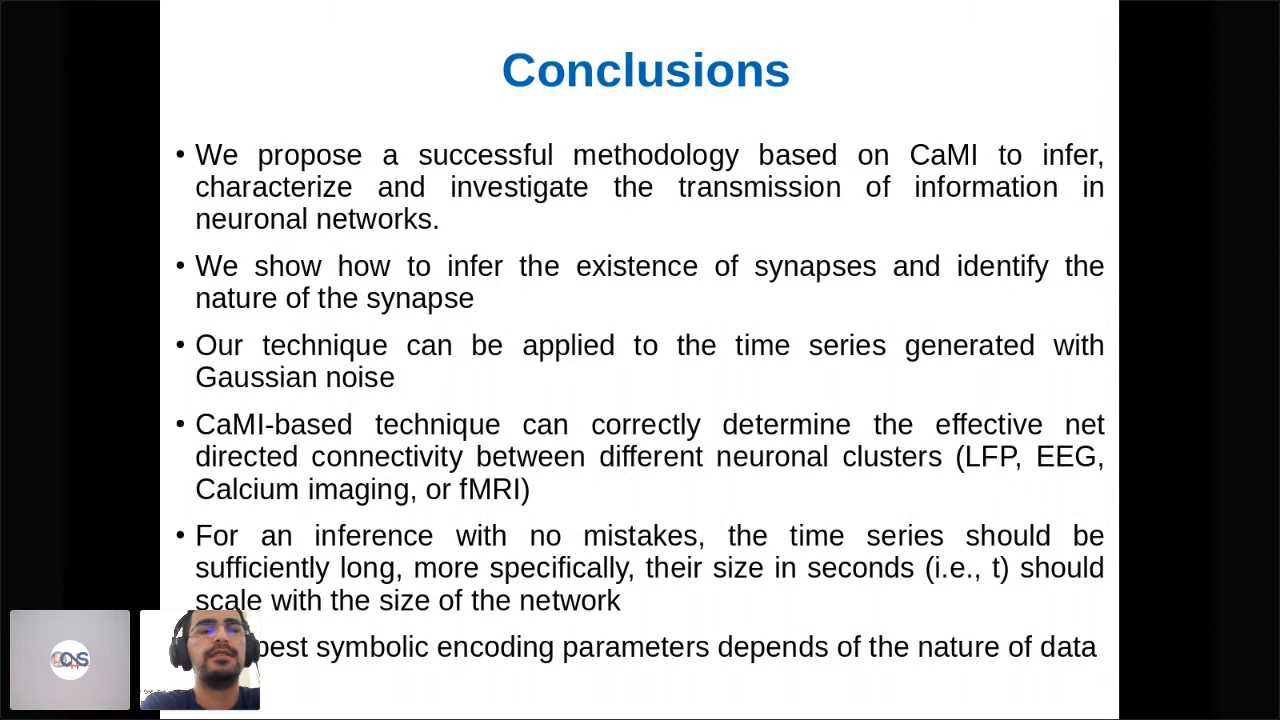 Conclusions
• We propose a successful methodology based on CaMI to infer,
characterize and investigate the transmission of information in
neuronal networks.
• We show how to infer the existence of synapses and identify the
nature of the synapse
• Our technique can be applied to the time series generated with
Gaussian noise
• CaMI-based technique can correctly determine the effective net
directed connectivity between different neuronal clusters (LFP, EEG,
Calcium imaging, or fMRI)
• For an inference with no mistakes, the time series should be
sufficiently long, more specifically, their size in seconds (i.e., t) should
scale with the size of the network
best symbolic encoding parameters depends of the nature of data